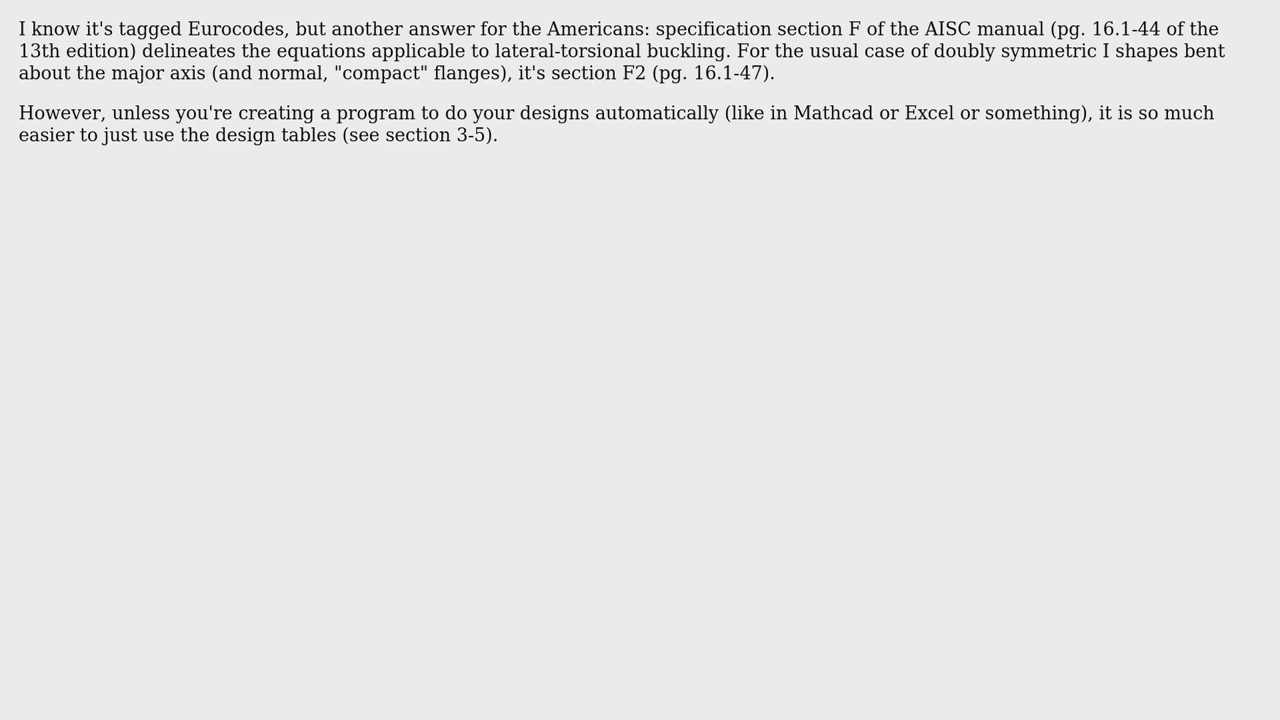 I know it's tagged Eurocodes, but another answer for the Americans: specification section F of the AISC manual (pg. 16.1-44 of the
13th edition) delineates the equations applicable to lateral-torsional buckling. For the usual case of doubly symmetric I shapes bent
about the major axis (and normal, "compact" flanges), it's section F2 (pg. 16.1-47).
However, unless you're creating a program to do your designs automatically (like in Mathcad or Excel or something), it is so much
easier to just use the design tables (see section 3-5).